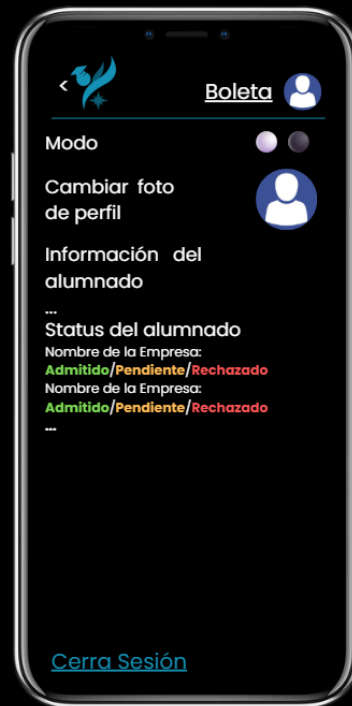 <
Boleta
Modo
Cambiar foto
de perfil
Información del
alumnado
...
Status del alumnado
Nombre de la Empresa:
Admitido/Pendiente/Rechazado
Nombre de la Empresa:
Admitido/Pendiente/Rechazado
...
Cerra Sesión